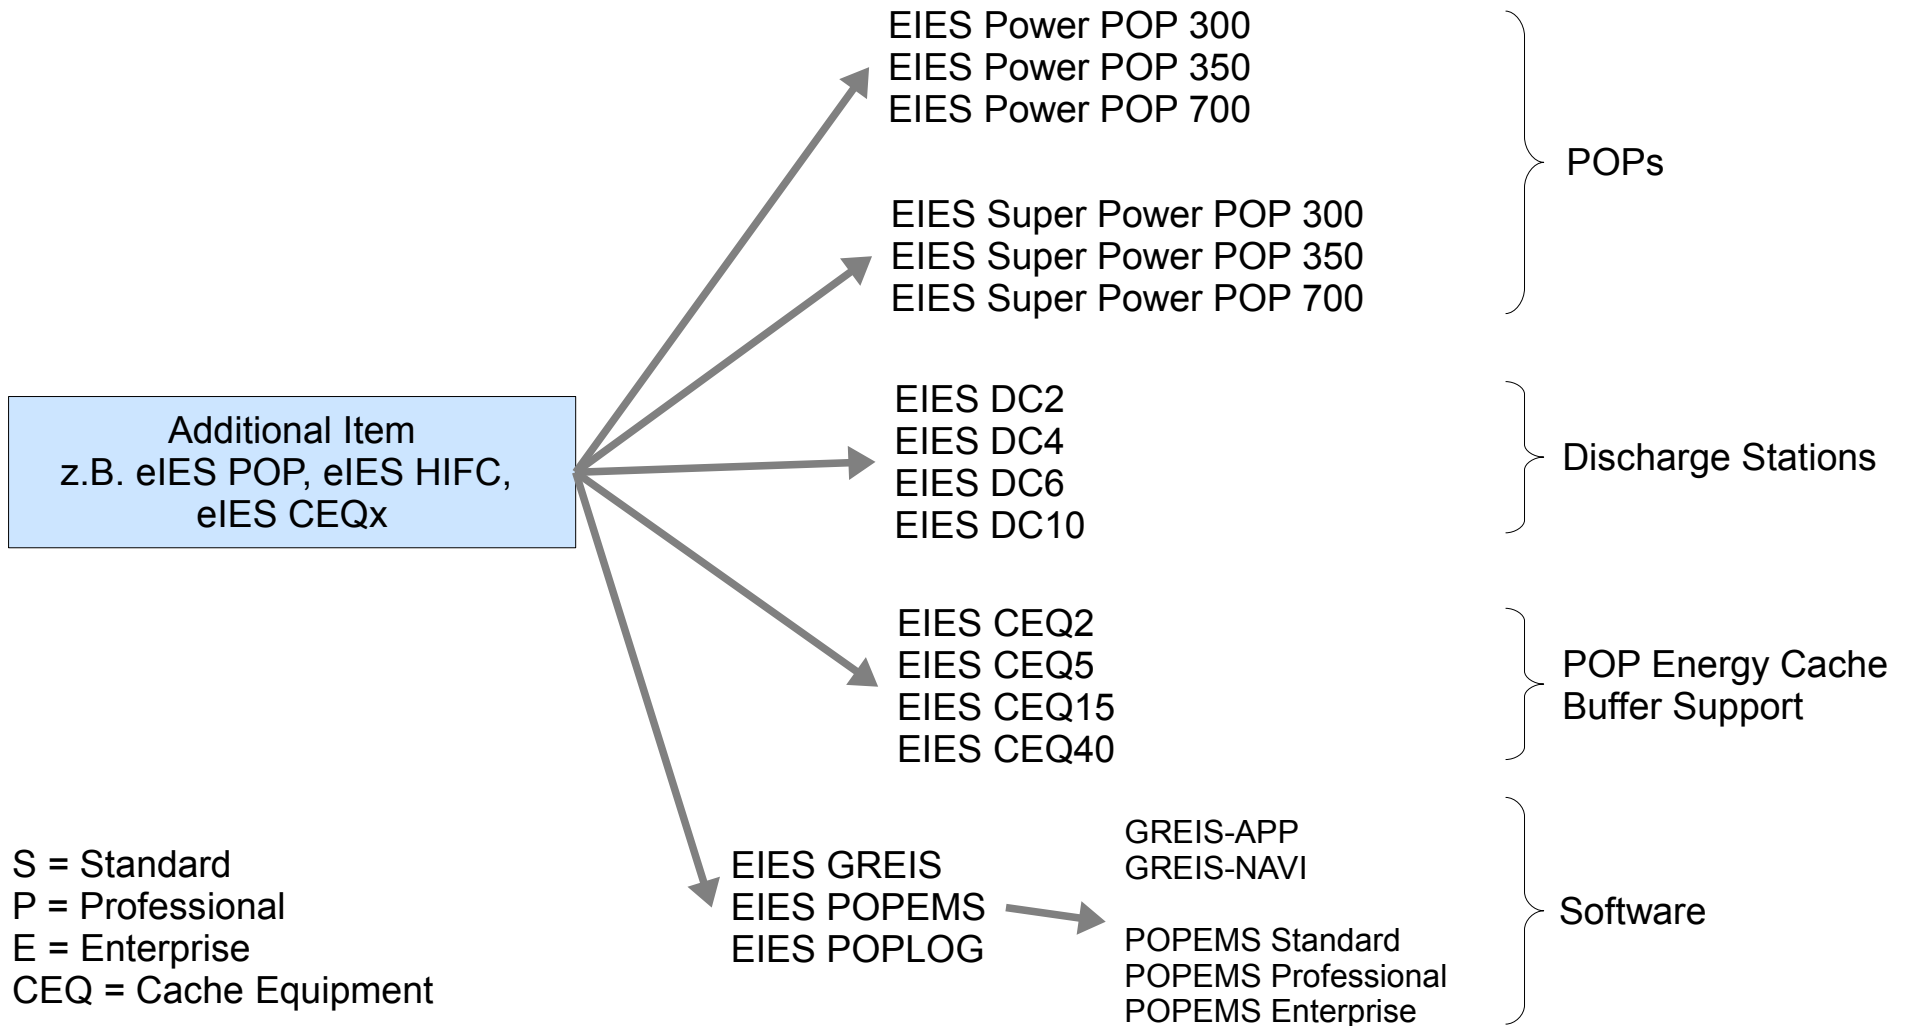 EIES Power POP 300
EIES Power POP 350
EIES Power POP 700
POPs
EIES Super Power POP 300
EIES Super Power POP 350
EIES Super Power POP 700
Additional Item
z.B. eIES POP, eIES HIFC,
eIES CEQx
EIES DC2
EIES DC4
EIES DC6
EIES DC10
Discharge Stations
EIES CEQ2
EIES CEQ5
EIES CEQ15
EIES CEQ40
POP Energy Cache
Buffer Support
EIES GREIS
EIES POPEMS
EIES POPLOG
GREIS-APP
GREIS-NAVI
POPEMS Standard
POPEMS Professional
POPEMS Enterprise
Software
S = Standard
P = Professional
E = Enterprise
CEQ = Cache Equipment